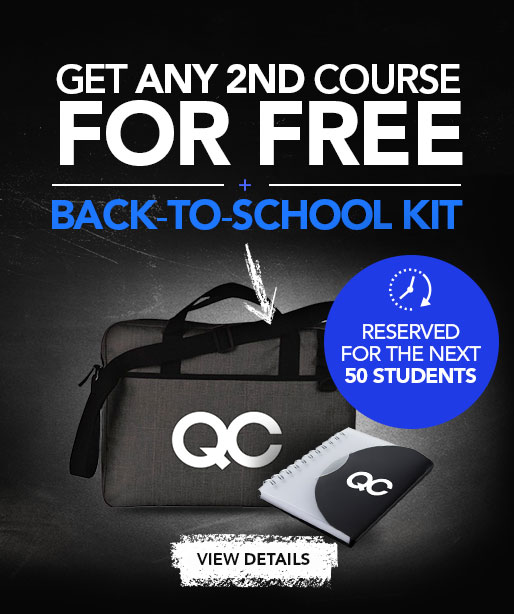 GET ANY 2ND COURSE
FOR FREE
+
BACK-TO-SCHOOL KIT
RESERVED
FOR THE NEXT
50 STUDENTS
QC
QC
VIEW DETAILS